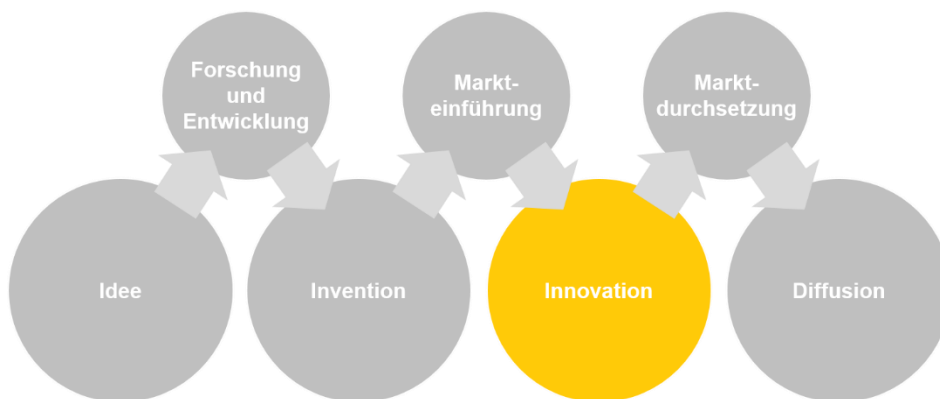 Forschung
und
Entwicklung
Markt-
einführung
Markt-
durchsetzung
Idee
Invention
Innovation
Diffusion